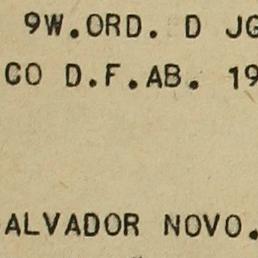 9W.ORD. D JG
CO D.F.AB. 19
ALVADOR NOVO.